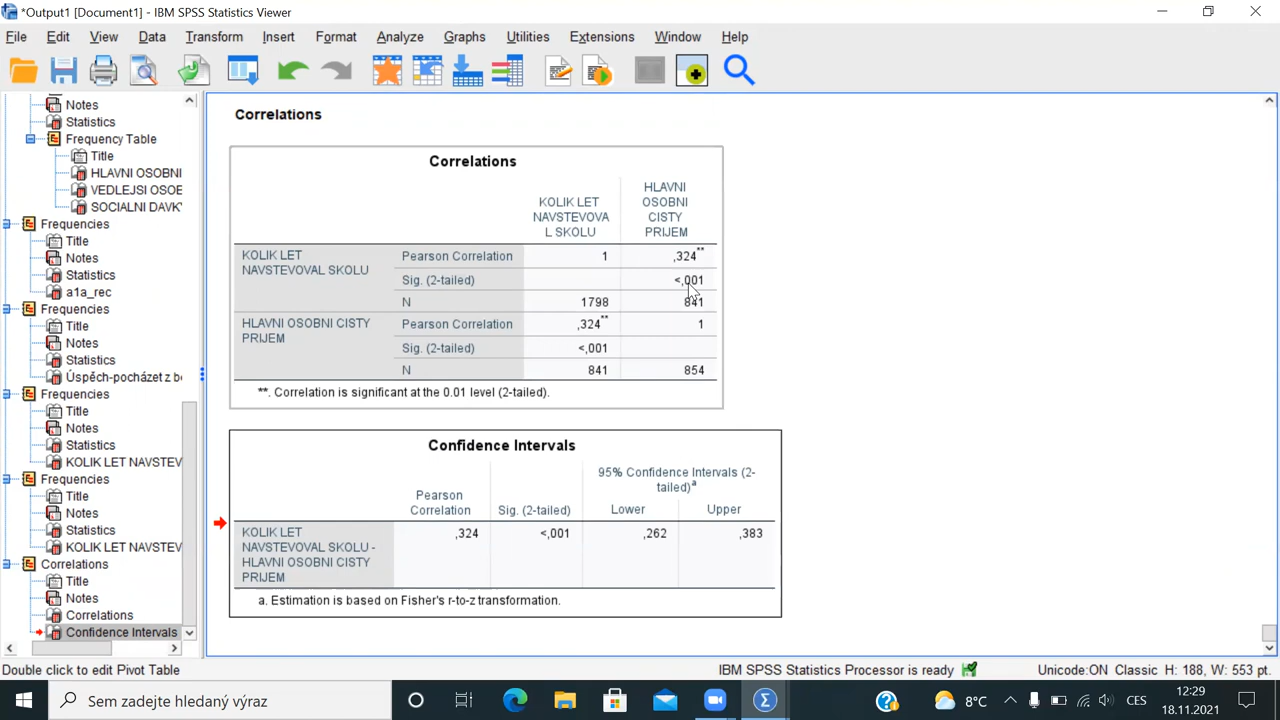 *Output1 [Document1] - IBM SPSS Statistics Viewer
File Edit View Data Transform Insert Format Analyze Graphs Utilities Extensions Window Help
Notes
Statistics
Frequency Table
Title
HLAVNI OSOBNI
VEDLEJSI OSOE
SOCIALNI DAVKY
Frequencies
Title
Notes
Statistics
a1a_rec
Frequencies
Title
Notes
Statistics
Úspěch-pocházet z b
Frequencies
Title
Notes
Statistics
KOLIK LET NAVSTEV
Frequencies
Title
Notes
Statistics
KOLIK LET NAVSTEV
Correlations
Title
Notes
Correlations
Confidence Intervals
Correlations
Correlations
KOLIK LET
NAVSTEVOVA
L SKOLU
HLAVNI
OSOBNI
CISTY
PRIJEM
KOLIK LET
NAVSTEVOVAL SKOLU
Pearson Correlation 1 ,324**
Sig. (2-tailed) <,001
N 1798 841
HLAVNI OSOBNI CISTY
PRIJEM
Pearson Correlation ,324** 1
Sig. (2-tailed) <,001
N 841 854
**. Correlation is significant at the 0.01 level (2-tailed).
Confidence Intervals
Pearson
Correlation
Sig. (2-tailed)
95% Confidence Intervals (2-
tailed)a
Lower Upper
KOLIK LET
NAVSTEVOVAL SKOLU -
HLAVNI OSOBNI CISTY
PRIJEM
,324 <,001 ,262 ,383
a. Estimation is based on Fisher's r-to-z transformation.
Double click to edit Pivot Table
IBM SPSS Statistics Processor is ready
Unicode:ON Classic H: 188, W: 553 pt.
Sem zadejte hledaný výraz
8°C
CES
12:29
18.11.2021